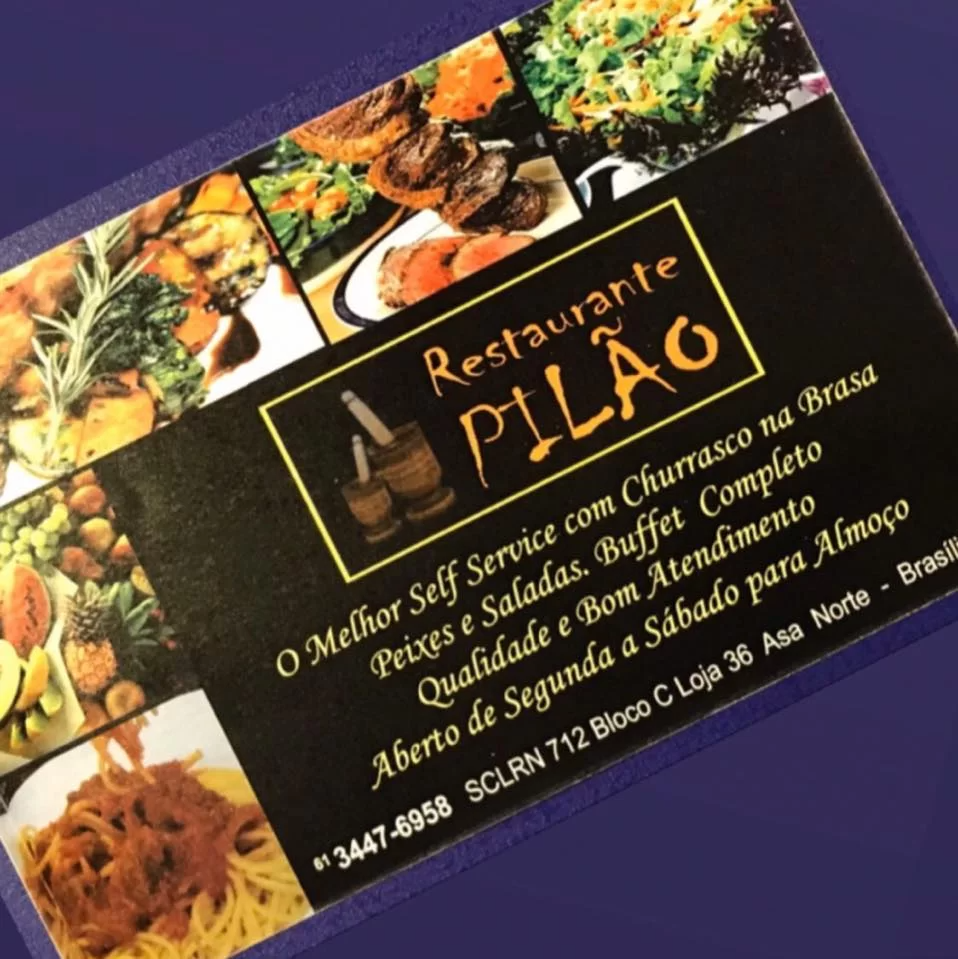 Restaurante
PILÃO
O Melhor Self Service com Churrasco na Brasa
Peixes e Saladas. Buffet Completo
Qualidade e Bom Atendimento
Aberto de Segunda a Sábado para Almoço
61 3447-6958 SCLRN 712 Bloco C Loja 36 Asa Norte - Brasíli